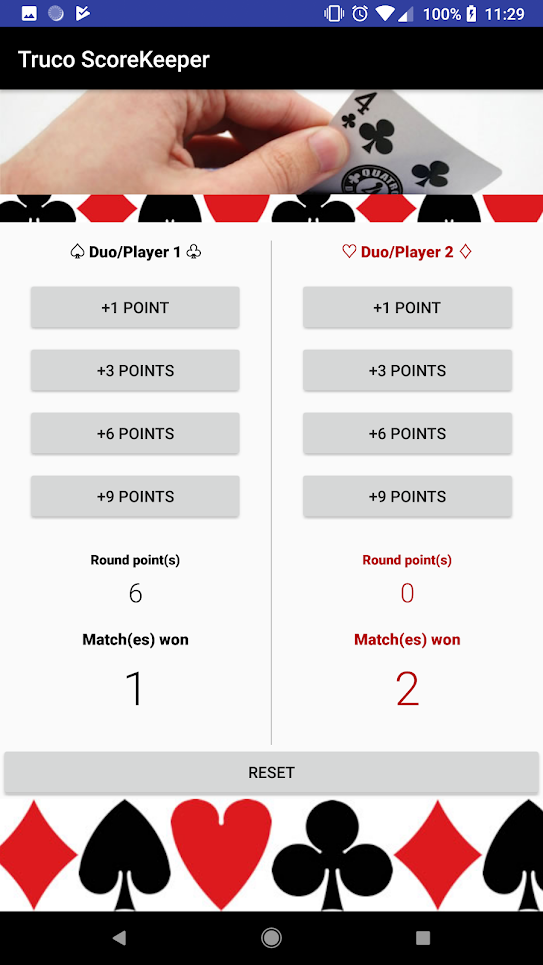 100% 11:29
Truco ScoreKeeper
4
QUATRO
♤ Duo/Player 1 ♧
♡ Duo/Player 2 ♢
+1 POINT
+1 POINT
+3 POINTS
+3 POINTS
+6 POINTS
+6 POINTS
+9 POINTS
+9 POINTS
Round point(s)
Round point(s)
6
0
Match(es) won
Match(es) won
1
2
RESET